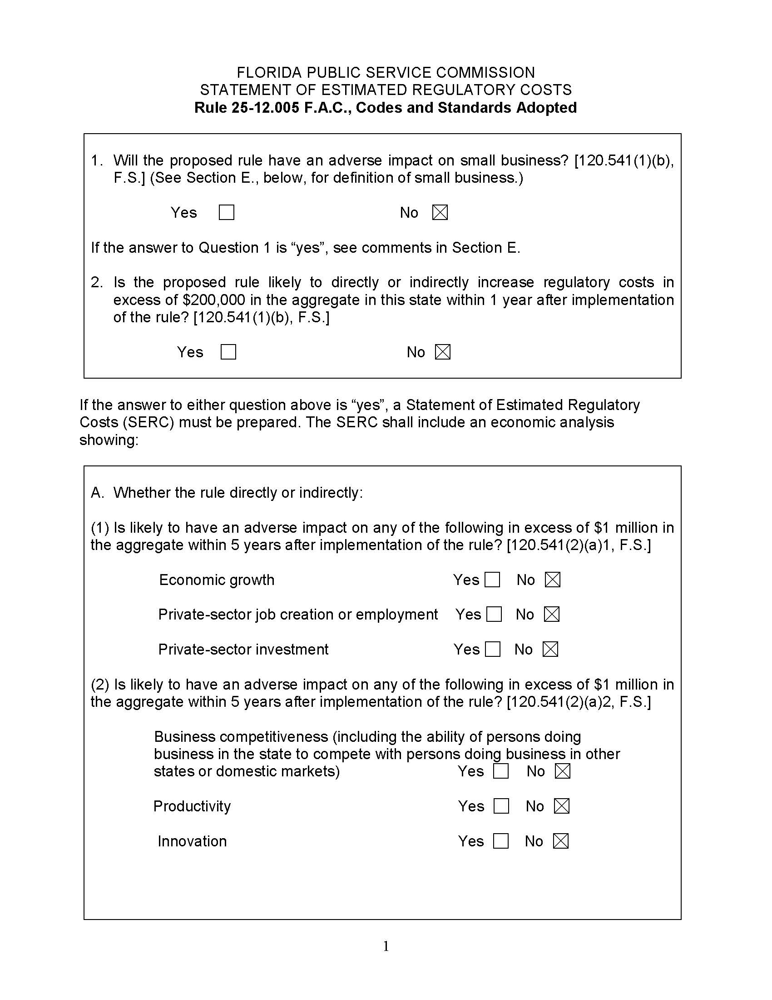 FLORIDA PUBLIC SERVICE COMMISSION
STATEMENT OF ESTIMATED REGULATORY COSTS
Rule 25-12.005 F.A.C., Codes and Standards Adopted
1. Will the proposed rule have an adverse impact on small business? [120.541(1)(b),
F.S.] (See Section E., below, for definition of small business.)
Yes ☐ No ☒
If the answer to Question 1 is “yes”, see comments in Section E.
2. Is the proposed rule likely to directly or indirectly increase regulatory costs in
excess of $200,000 in the aggregate in this state within 1 year after implementation
of the rule? [120.541(1)(b), F.S.]
Yes ☐ No ☒
If the answer to either question above is “yes”, a Statement of Estimated Regulatory
Costs (SERC) must be prepared. The SERC shall include an economic analysis
showing:
A. Whether the rule directly or indirectly:
(1) Is likely to have an adverse impact on any of the following in excess of $1 million in
the aggregate within 5 years after implementation of the rule? [120.541(2)(a)1, F.S.]
Economic growth Yes ☐ No ☒
Private-sector job creation or employment Yes ☐ No ☒
Private-sector investment Yes ☐ No ☒
(2) Is likely to have an adverse impact on any of the following in excess of $1 million in
the aggregate within 5 years after implementation of the rule? [120.541(2)(a)2, F.S.]
Business competitiveness (including the ability of persons doing
business in the state to compete with persons doing business in other
states or domestic markets) Yes ☐ No ☒
Productivity Yes ☐ No ☒
Innovation Yes ☐ No ☒
1